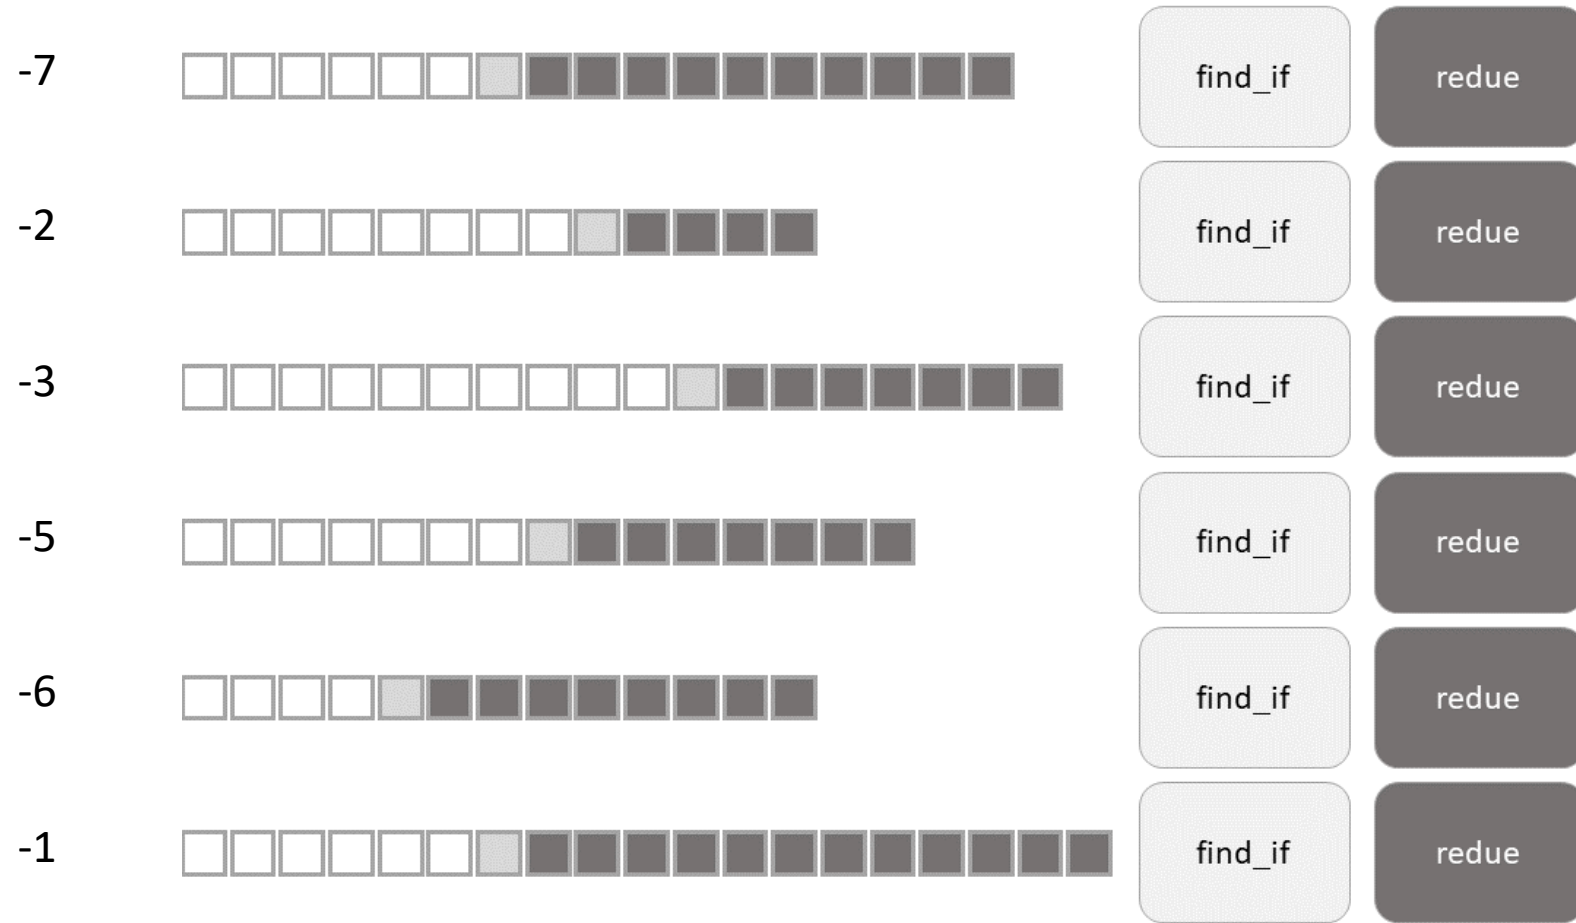 -7 find_if redue
-2 find_if redue
-3 find_if redue
-5 find_if redue
-6 find_if redue
-1 find_if redue